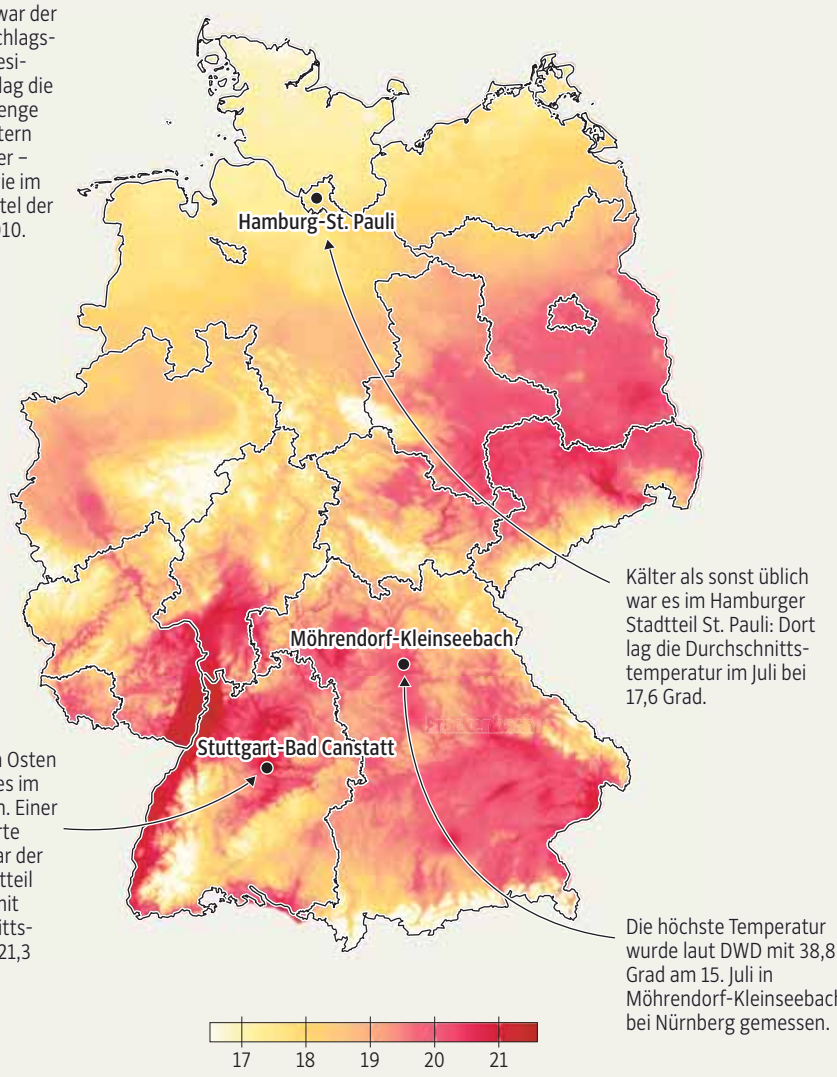 war der
chlags-
esi-
lag die
enge
tern
er –
ie im
tel der
010.
Hamburg-St. Pauli
Kälter als sonst üblich
war es im Hamburger
Stadtteil St. Pauli: Dort
lag die Durchschnitts-
temperatur im Juli bei
17,6 Grad.
Möhrendorf-Kleinseebach
Stuttgart-Bad Canstatt
n Osten
es im
n. Einer
rte
ar der
tteil
nit
itts-
21,3
Die höchste Temperatur
wurde laut DWD mit 38,8
Grad am 15. Juli in
Möhrendorf-Kleinseebach
bei Nürnberg gemessen.
17 18 19 20 21